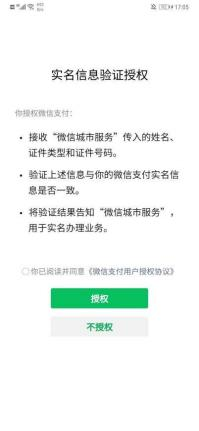 17:05
实名信息验证授权
你授权微信支付：
• 接收“微信城市服务”传入的姓名、
证件类型和证件号码。
• 验证上述信息与你的微信支付实名信
息是否一致。
• 将验证结果告知“微信城市服务”，
用于实名办理业务。
你已阅读并同意《微信支付用户授权协议》
授权
不授权